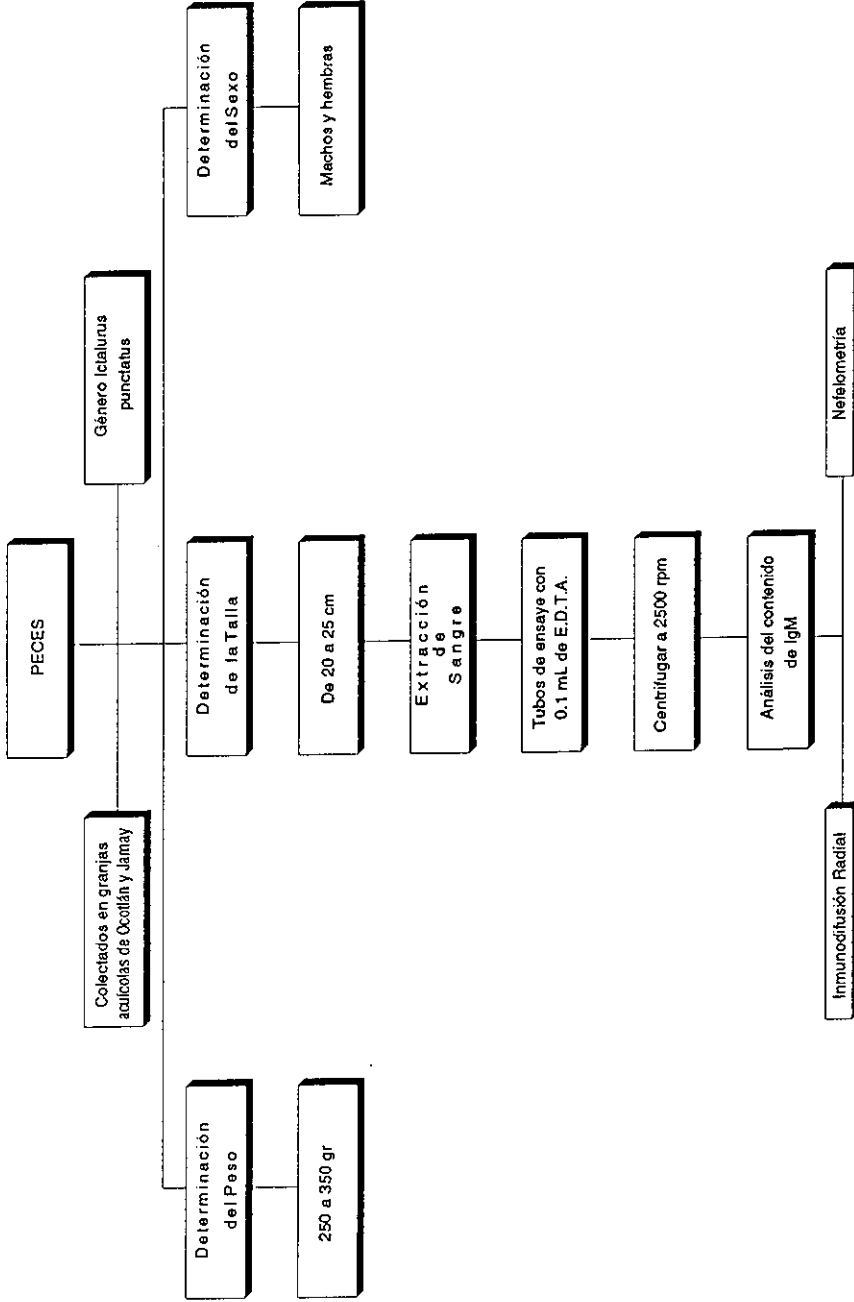 PECES
Colectados en granjas
acuícolas de Ocotlán y Jamay
Género Ictalurus
punctatus
Determinación
del Peso
Determinación
de la Talla
Determinación
del Sexo
250 a 350 gr
De 20 a 25 cm
Machos y hembras
Extracción
de
Sangre
Tubos de ensaye con
0.1 mL de E.D.T.A.
Centrifugar a 2500 rpm
Análisis del contenido
de IgM
Inmunodifusión Radial
Nefelometría